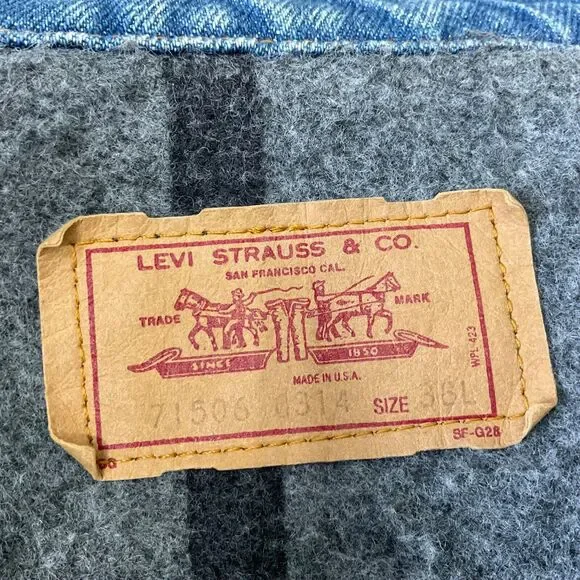 LEVI STRAUSS & CO.
SAN FRANCISCO CAL.
TRADE MARK
SINCE 1850
MADE IN U.S.A.
WPL 423
71506 0314 SIZE 36L
SF-G28